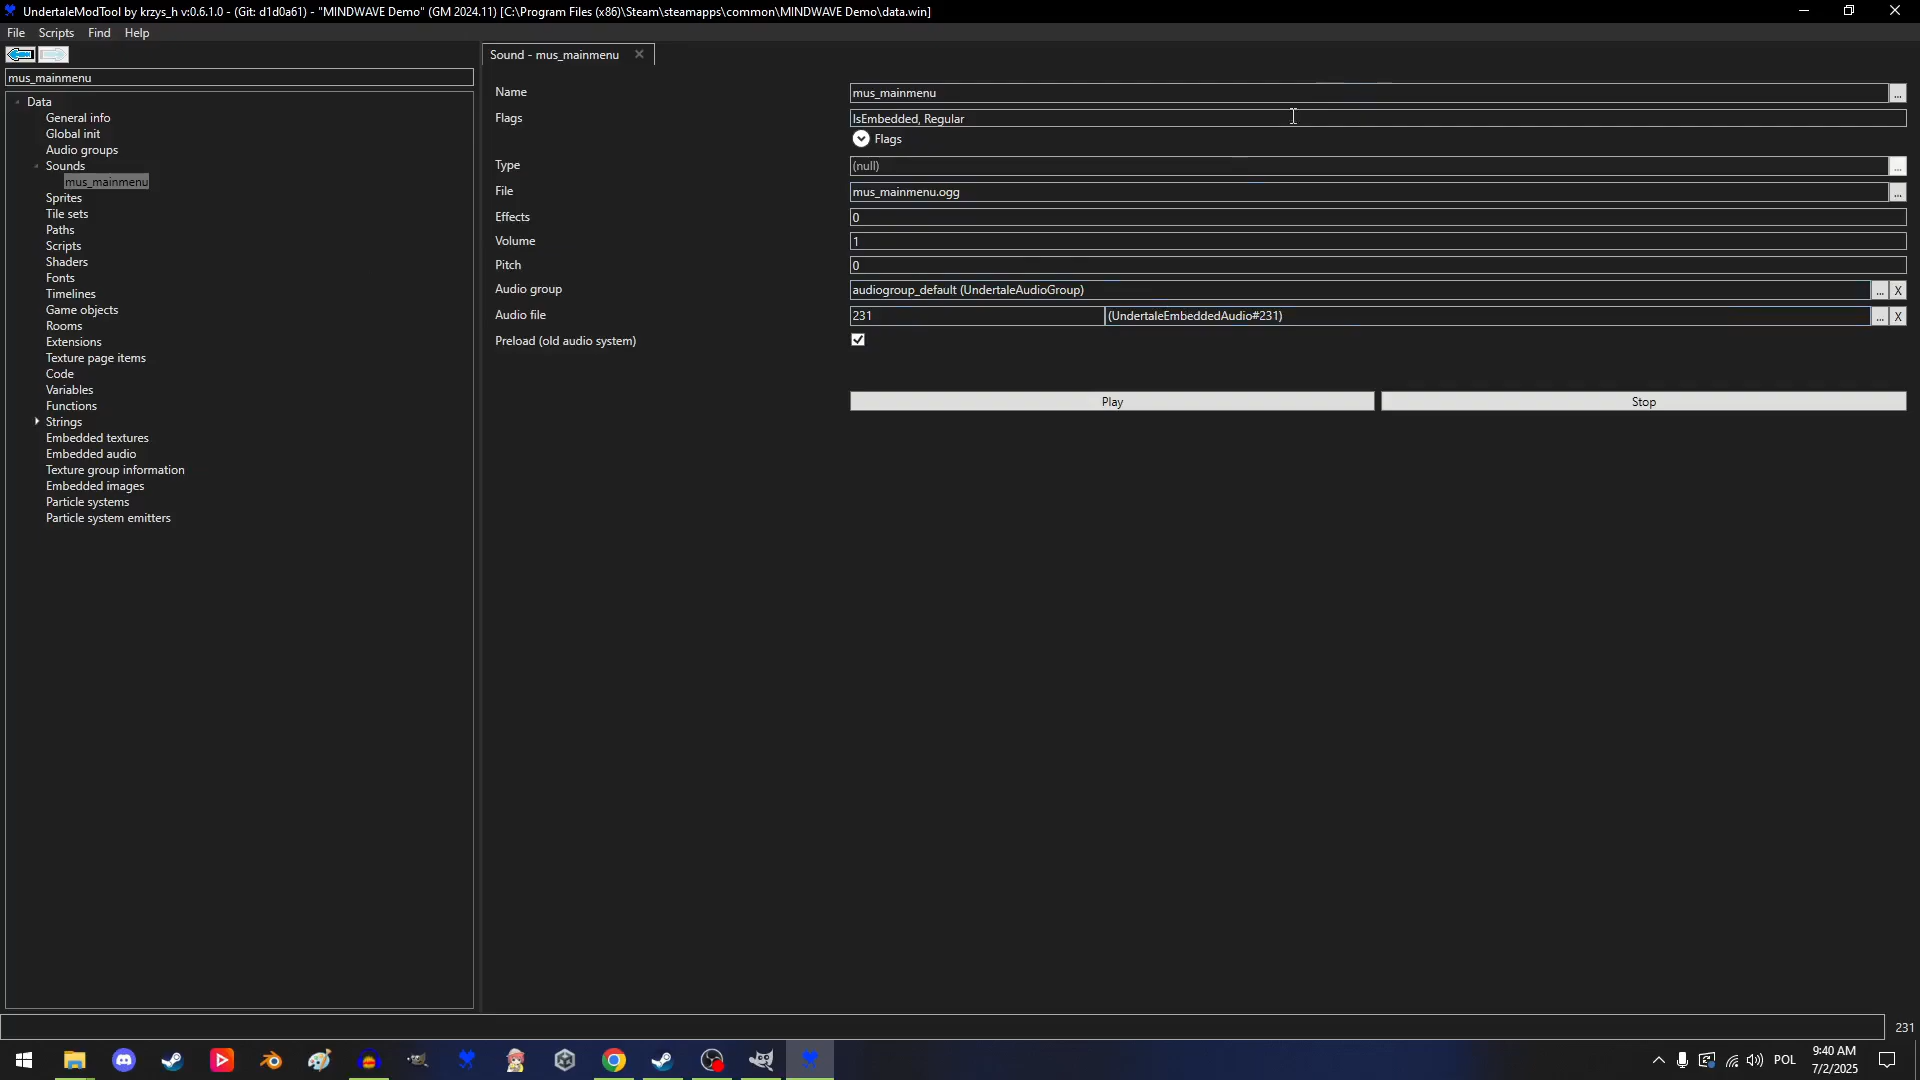 UndertaleModTool by krzys_h v:0.6.1.0 - (Git: d1d0a61) - "MINDWAVE Demo" (GM 2024.11) [C:\Program Files (x86)\Steam\steamapps\common\MINDWAVE Demo\data.win]
File Scripts Find Help
mus_mainmenu
Data
General info
Global init
Audio groups
Sounds
mus_mainmenu
Sprites
Tile sets
Paths
Scripts
Shaders
Fonts
Timelines
Game objects
Rooms
Extensions
Texture page items
Code
Variables
Functions
Strings
Embedded textures
Embedded audio
Texture group information
Embedded images
Particle systems
Particle system emitters
Sound - mus_mainmenu
Name mus_mainmenu ...
Flags IsEmbedded, Regular
Flags
Type (null) ...
File mus_mainmenu.ogg ...
Effects 0
Volume 1
Pitch 0
Audio group audiogroup_default (UndertaleAudioGroup) ... X
Audio file 231 (UndertaleEmbeddedAudio#231) ... X
Preload (old audio system)
Play Stop
231
POL
9:40 AM
7/2/2025